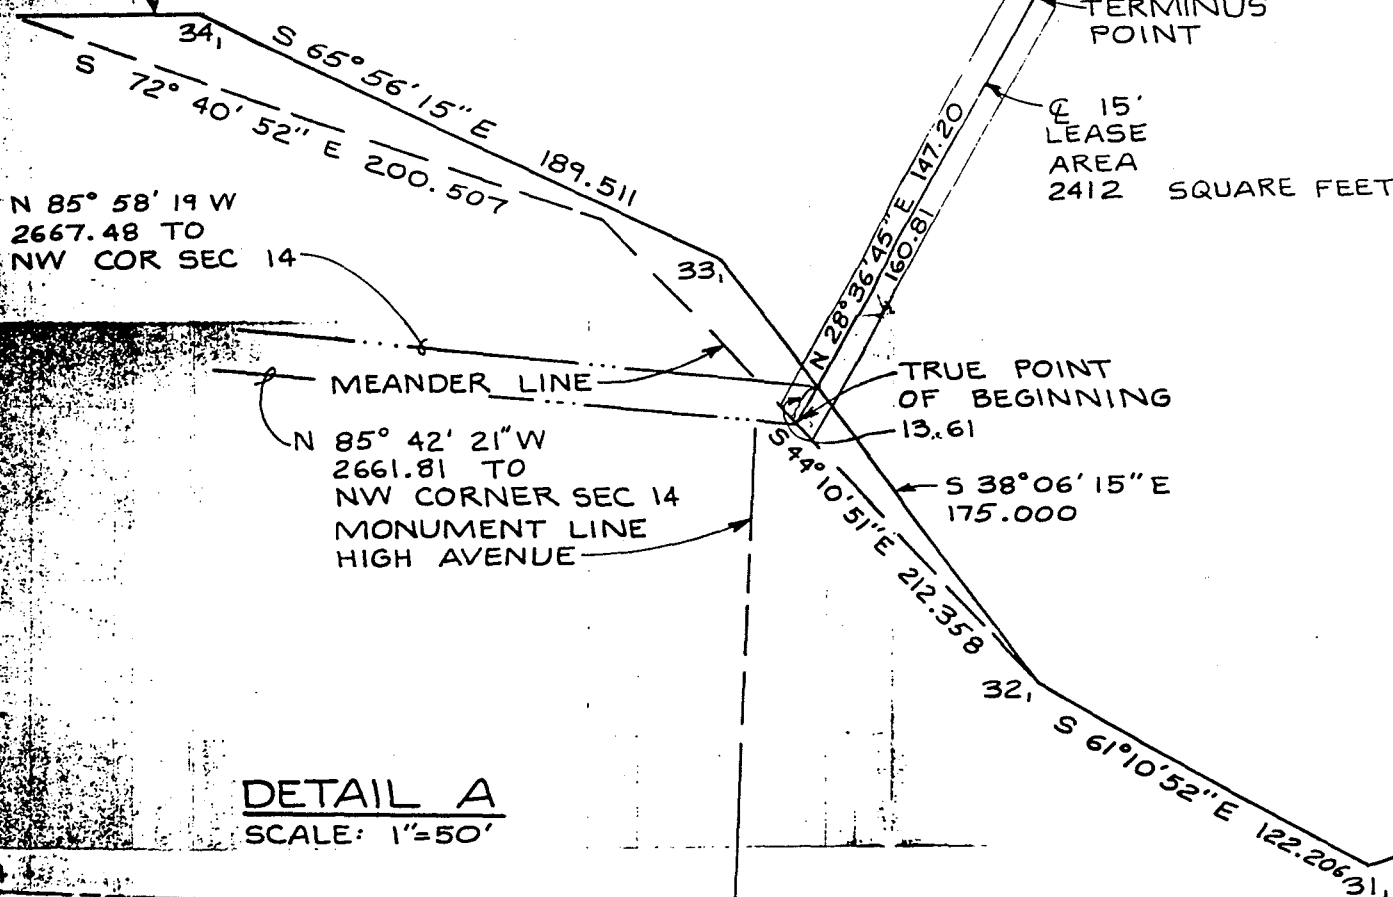 TERMINUS
POINT
34,
S 65° 56' 15" E 189.511
S 72° 40' 52" E 200.507
℄ 15'
LEASE
AREA
2412 SQUARE FEET
N 28° 36' 45" E 147.20
160.81
N 85° 58' 19 W
2667.48 TO
NW COR SEC 14
33,
MEANDER LINE
TRUE POINT
OF BEGINNING
13.61
N 85° 42' 21" W
2661.81 TO
NW CORNER SEC 14
MONUMENT LINE
HIGH AVENUE
S 44° 10' 51" E 212.358
S 38° 06' 15" E
175.000
32,
S 61° 10' 52" E 122.206
31,
DETAIL A
SCALE: 1"=50'